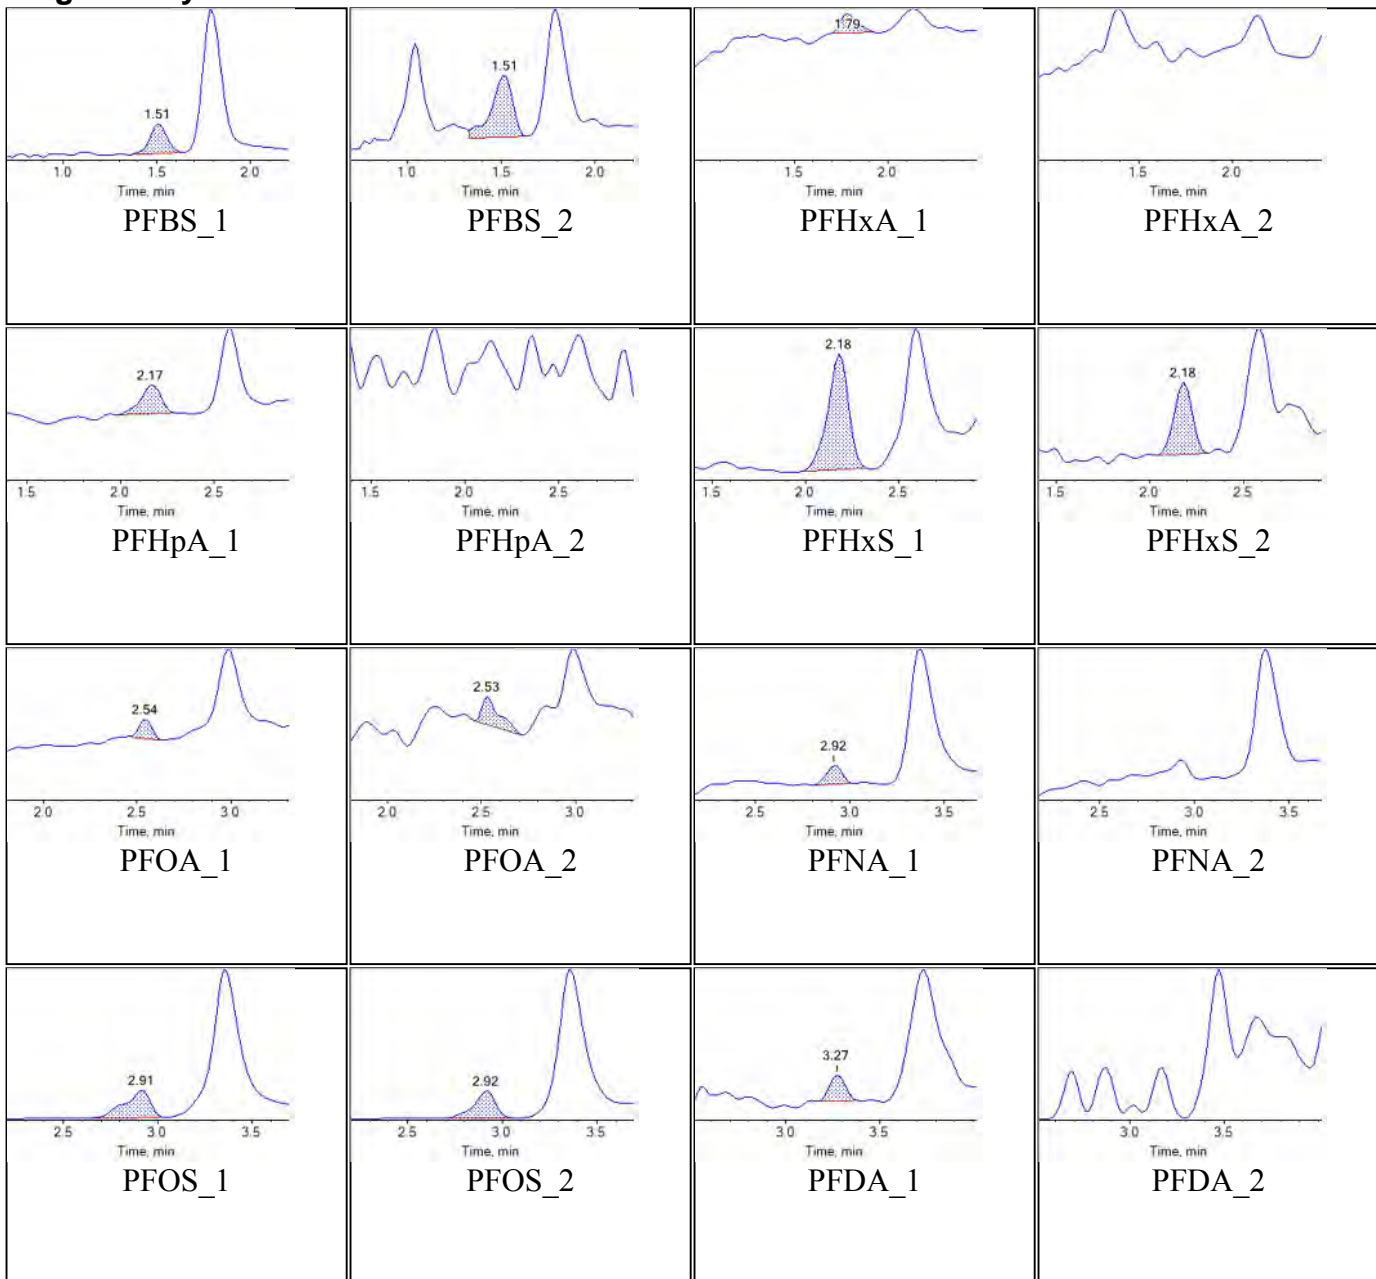 1.51
1.0 1.5 2.0
Time, min
PFBS_1
1.51
1.0 1.5 2.0
Time, min
PFBS_2
1.79
1.5 2.0
Time, min
PFHxA_1
1.5 2.0
Time, min
PFHxA_2
2.17
1.5 2.0 2.5
Time, min
PFHpA_1
1.5 2.0 2.5
Time, min
PFHpA_2
2.18
1.5 2.0 2.5
Time, min
PFHxS_1
2.18
1.5 2.0 2.5
Time, min
PFHxS_2
2.54
2.0 2.5 3.0
Time, min
PFOA_1
2.53
2.0 2.5 3.0
Time, min
PFOA_2
2.92
2.5 3.0 3.5
Time, min
PFNA_1
2.5 3.0 3.5
Time, min
PFNA_2
2.91
2.5 3.0 3.5
Time, min
PFOS_1
2.92
2.5 3.0 3.5
Time, min
PFOS_2
3.27
3.0 3.5
Time, min
PFDA_1
3.0 3.5
Time, min
PFDA_2